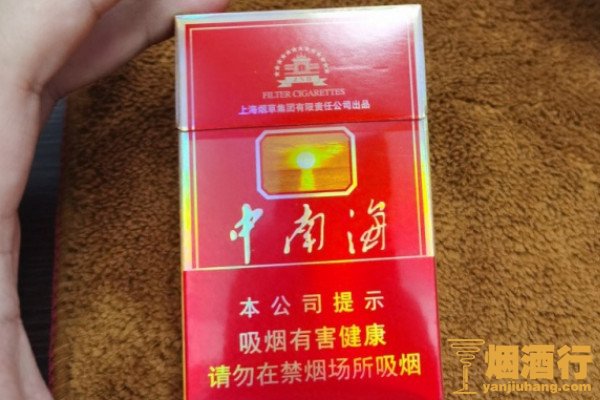 FILTER CIGARETTES
上海烟草集团有限责任公司出品
中南海
本公司提示
吸烟有害健康
请勿在禁烟场所吸烟
烟酒行
yanjiuhang.com